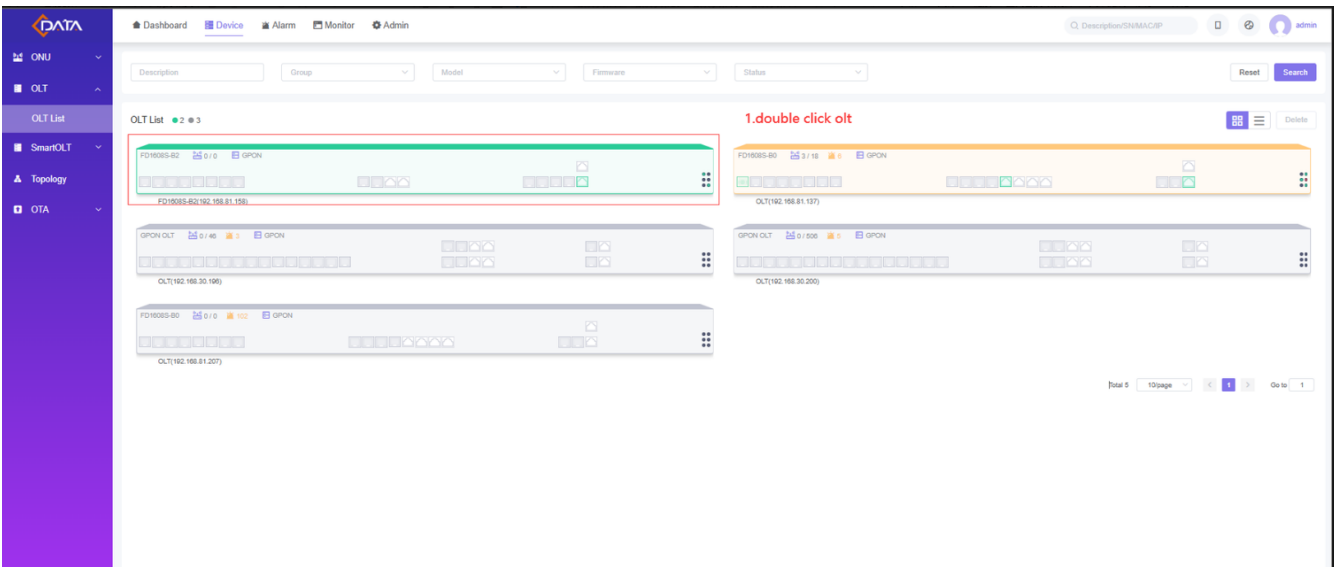 DATA
Dashboard Device Alarm Monitor Admin
Description/SN/MAC/IP
admin
ONU
OLT
OLT List
SmartOLT
Topology
OTA
Description Group Model Firmware Status Reset Search
OLT List 2 3
1.double click olt
Delete
FD1608S-B2 0 / 0 GPON
FD1608S-B2(192.168.81.158)
FD1608S-B0 3 / 18 6 GPON
OLT(192.168.81.137)
GPON OLT 0 / 46 3 GPON
OLT(192.168.30.196)
GPON OLT 0 / 506 6 GPON
OLT(192.168.30.200)
FD1608S-B0 0 / 0 102 GPON
OLT(192.168.81.207)
Total 5 10/page 1 Go to 1